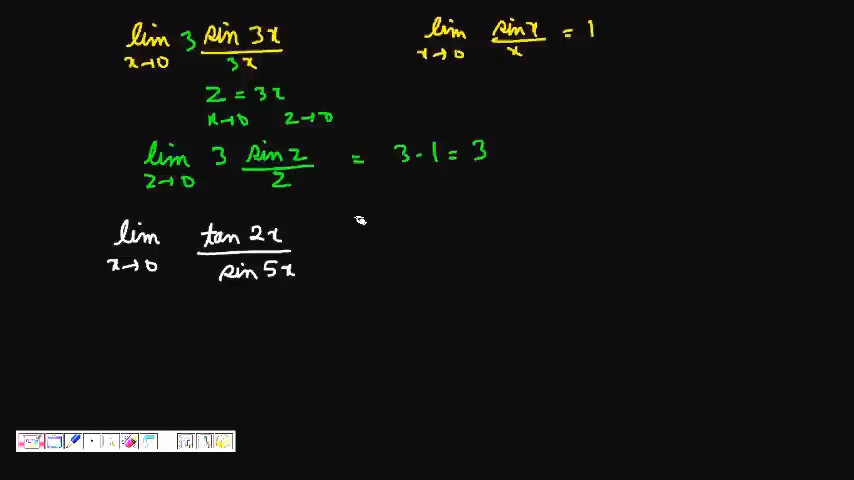 lim x→0 3 sin 3x / 3x
lim x→0 sin x / x = 1
z = 3x
x→0 z→0
lim z→0 3 sin z / z = 3 · 1 = 3
lim x→0 tan 2x / sin 5x